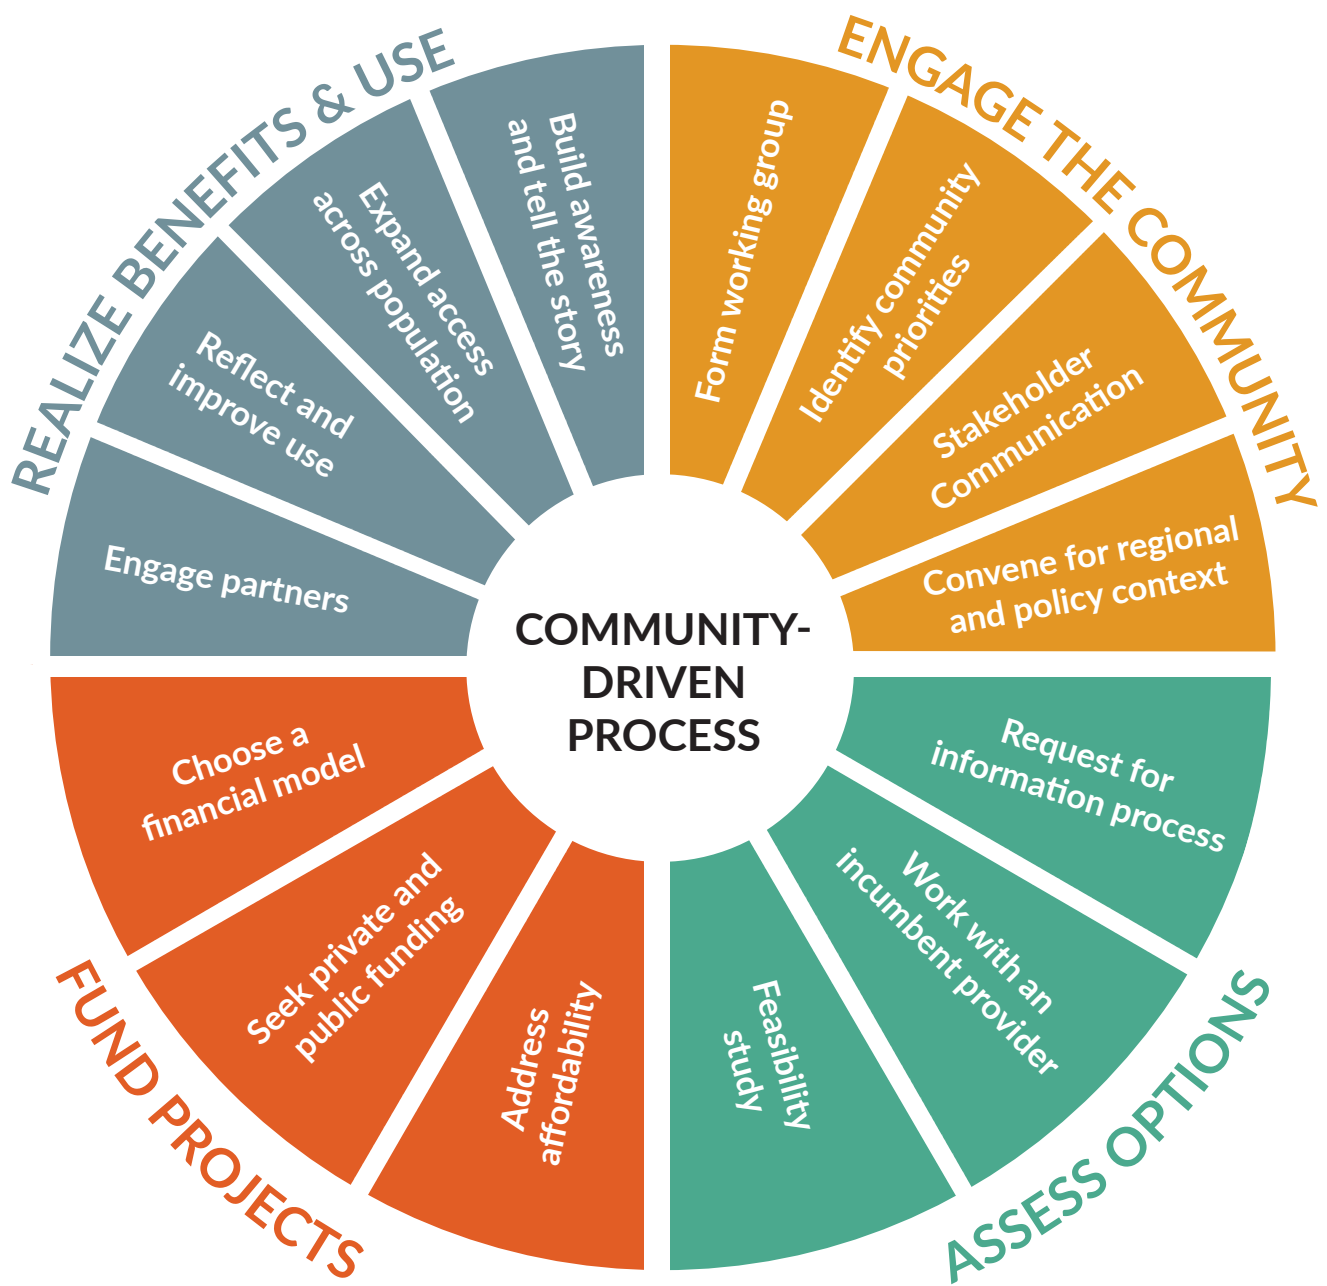 COMMUNITY-
DRIVEN
PROCESS
ENGAGE THE COMMUNITY
Form working group
Identify community
priorities
Stakeholder
Communication
Convene for regional
and policy context
ASSESS OPTIONS
Request for
information process
Work with an
incumbent provider
Feasibility
study
FUND PROJECTS
Address
affordability
Seek private and
public funding
Choose a
financial model
REALIZE BENEFITS & USE
Engage partners
Reflect and
improve use
Expand access
across population
Build awareness
and tell the story